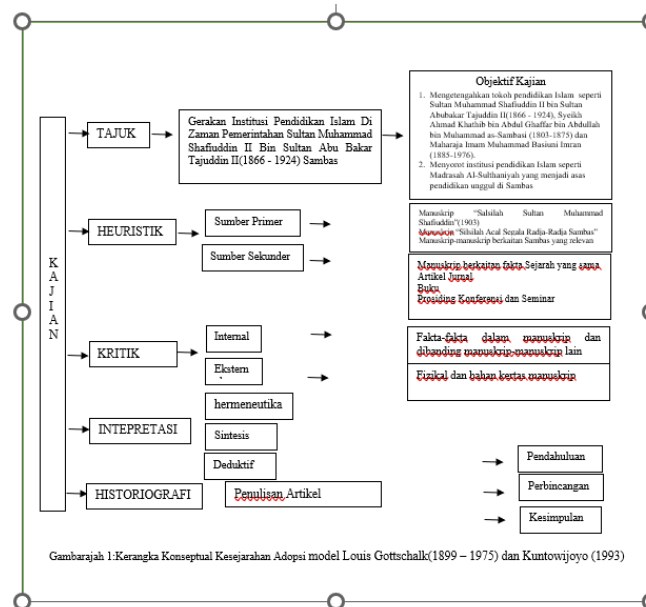 KAJIAN
TAJUK
Gerakan Institusi Pendidikan Islam Di
Zaman Pemerintahan Sultan Muhammad
Shafiuddin II Bin Sultan Abu Bakar
Tajuddin II(1866 - 1924) Sambas
Objektif Kajian
1. Mengetengahkan tokoh pendidikan Islam seperti
Sultan Muhammad Shafiuddin II bin Sultan
Abubakar Tajuddin II(1866 - 1924), Syeikh
Ahmad Khathib bin Abdul Ghaffar bin Abdullah
bin Muhammad as-Sambasi (1803-1875) dan
Maharaja Imam Muhammad Basiuni Imran
(1885-1976).
2. Menyorot institusi pendidikan Islam seperti
Madrasah Al-Sulthaniyah yang menjadi asas
pendidikan unggul di Sambas
HEURISTIK
Sumber Primer
Manuskrip "Salsilah Sultan Muhammad
Shafiuddin"(1903)
Manuskrip "Silsilah Acal Segala Radja-Radja Sambas"
Manuskrip-manuskrip berkaitan Sambas yang relevan
Sumber Sekunder
Manuskrip berkaitan fakta Sejarah yang sama
Artikel Jurnal
Buku
Prosiding Konferensi dan Seminar
KRITIK
Internal
Fakta-fakta dalam manuskrip dan
dibanding manuskrip-manuskrip lain
Ekstern
Fizikal dan bahan kertas manuskrip
INTEPRETASI
hermeneutika
Sintesis
Deduktif
HISTORIOGRAFI
Penulisan Artikel
Pendahuluan
Perbincangan
Kesimpulan
Gambarajah 1:Kerangka Konseptual Kesejarahan Adopsi model Louis Gottschalk(1899 – 1975) dan Kuntowijoyo (1993)